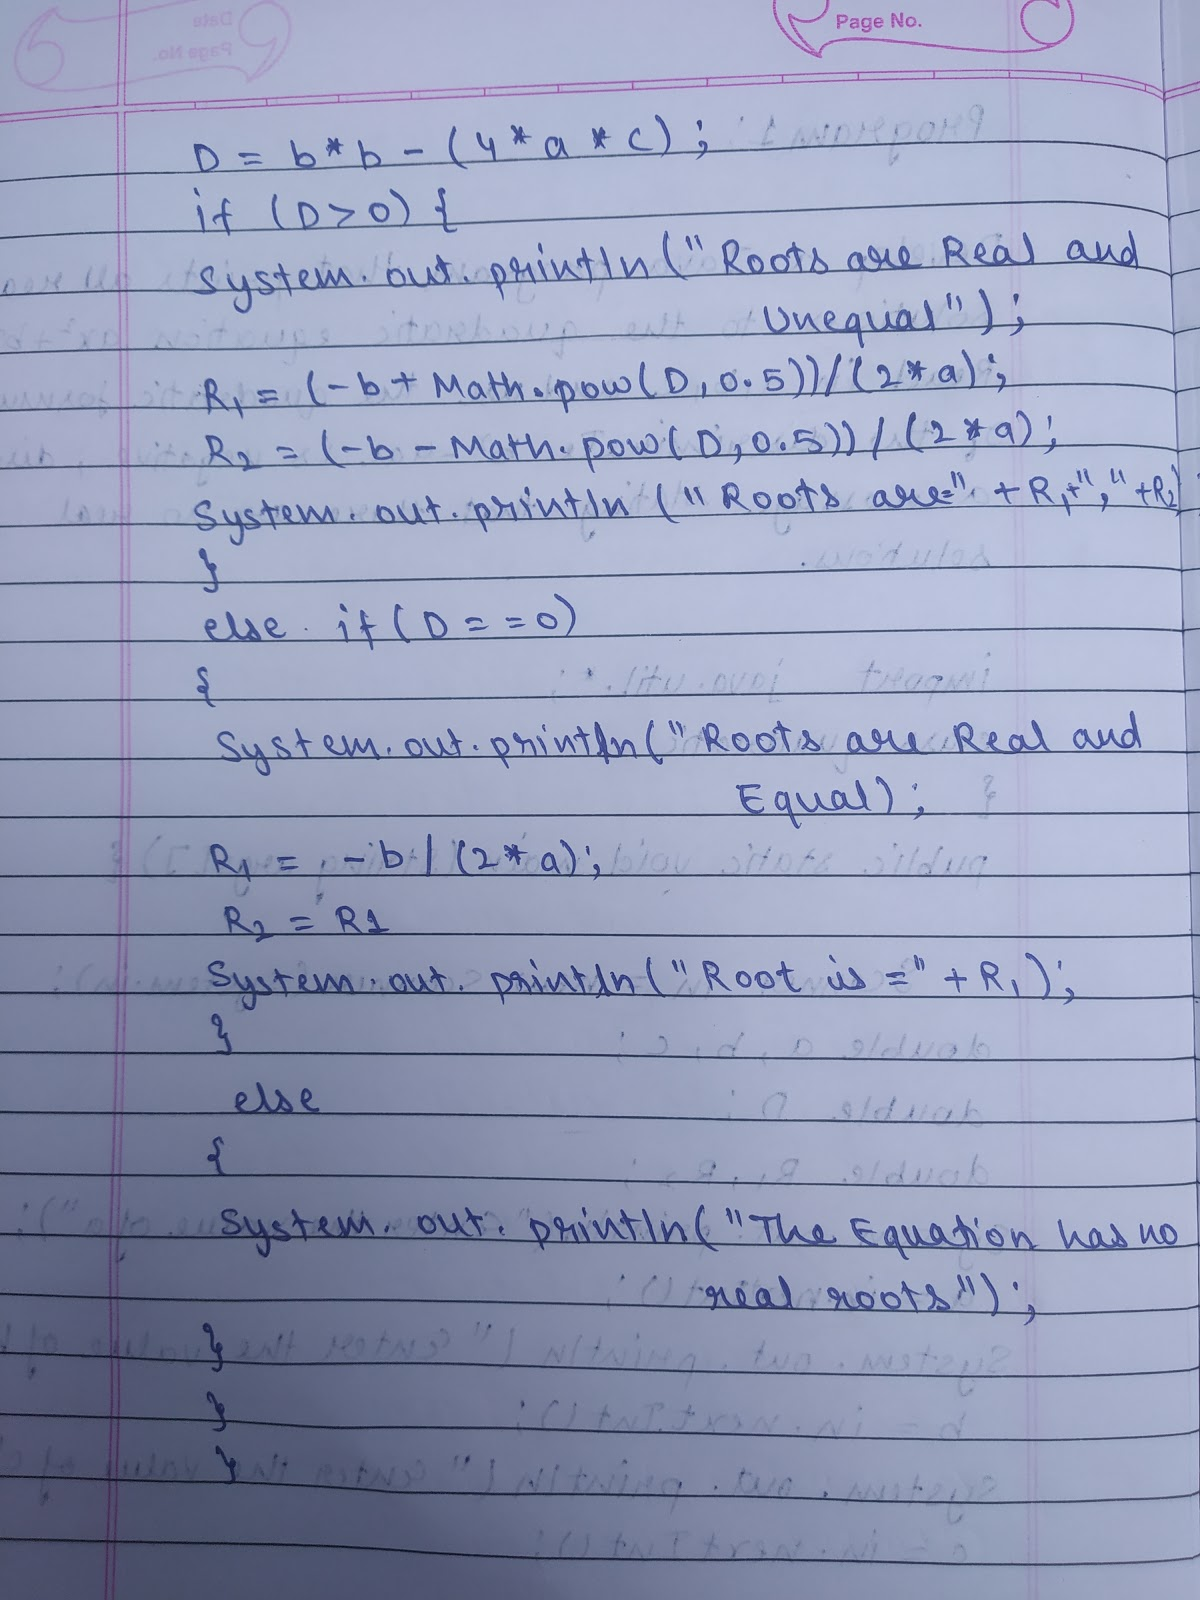 Page No.
D = b*b - (4*a*c);
if (D>0) {
System.out.println("Roots are Real and
Unequal");
R1 = (-b + Math.pow(D,0.5))/(2*a);
R2 = (-b - Math.pow(D,0.5))/(2*a);
System.out.println ("Roots are=" +R1+","+R2)
}
else if (D==0)
{
System.out.println("Roots are Real and
Equal);
R1 = -b/(2*a);
R2 = R1
System.out.println("Root is =" +R1);
}
else
{
System.out.println("The Equation has no
real roots");
}
}
}